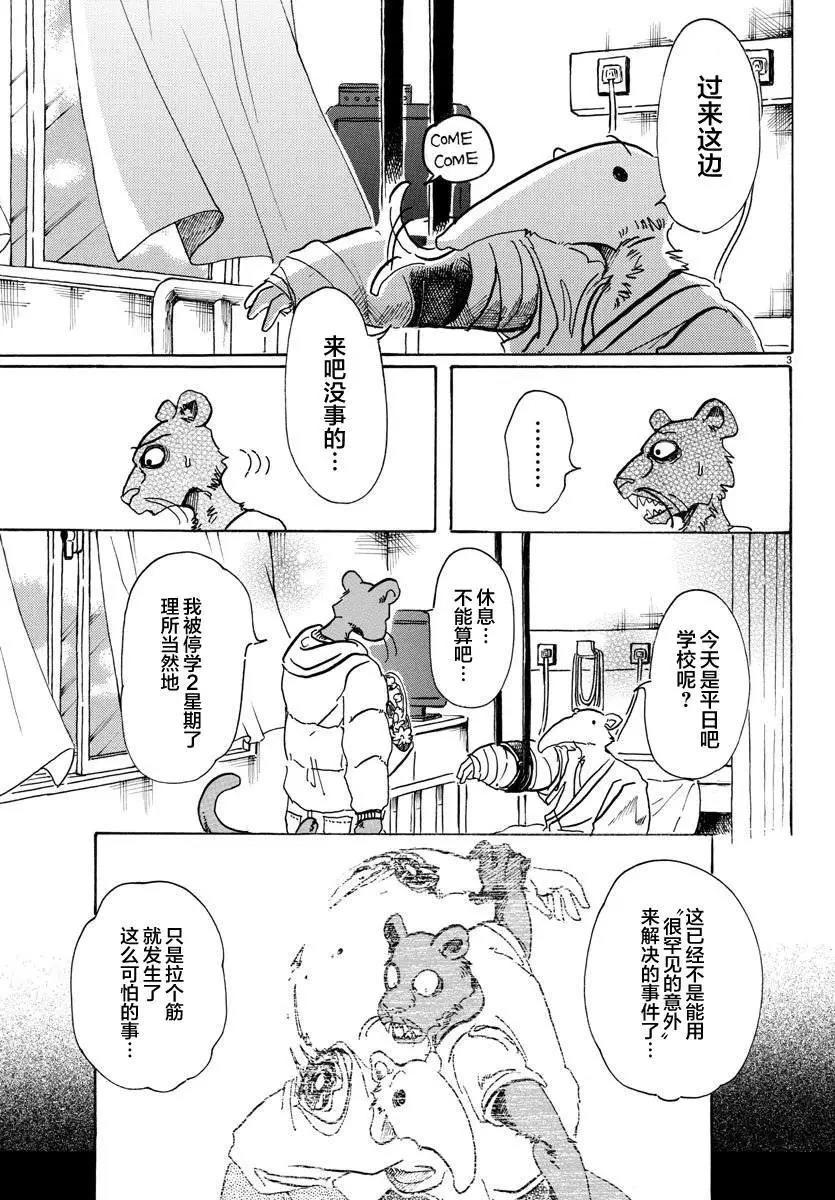 过来这边
COME
COME
来吧没事的…
3
……
今天是平日吧
学校呢？
休息…
不能算吧…
我被停学2星期了
理所当然地
这已经不是能用
〝很罕见的意外〞
来解决的事件了…
只是拉个筋
就发生了
这么可怕的事…